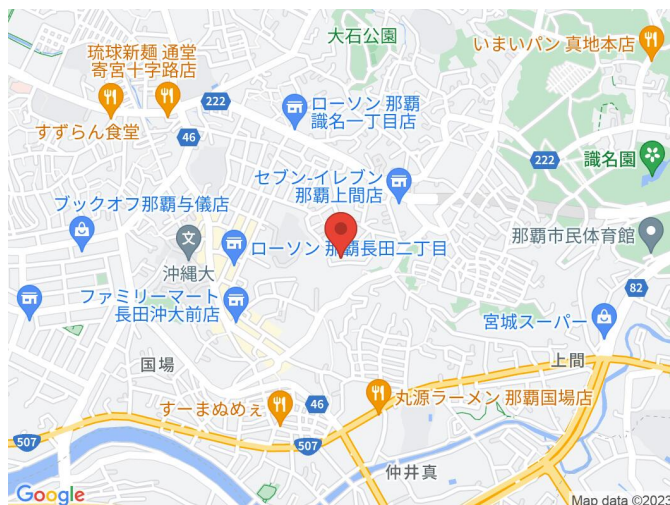 大石公園
いまいパン 真地本店
琉球新麺 通堂
寄宮十字路店
222
ローソン 那覇
識名一丁目店
すずらん食堂
46
222
識名園
セブン-イレブン
那覇上間店
ブックオフ那覇与儀店
沖縄大
ローソン 那覇長田二丁目
那覇市民体育館
ファミリーマート
長田沖大前店
82
宮城スーパー
国場
上間
すーまぬめぇ
46
丸源ラーメン 那覇国場店
507
507
仲井真
Google
Map data ©2023